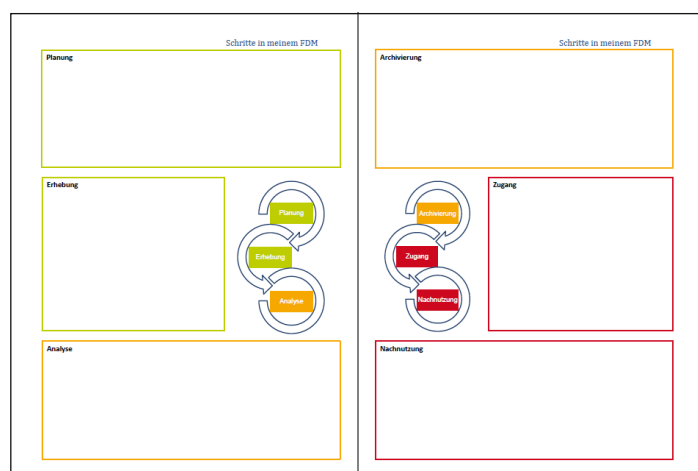 Schritte in meinem FDM
Planung
Erhebung
Planung
Erhebung
Analyse
Analyse
Schritte in meinem FDM
Archivierung
Archivierung
Zugang
Nachnutzung
Zugang
Nachnutzung